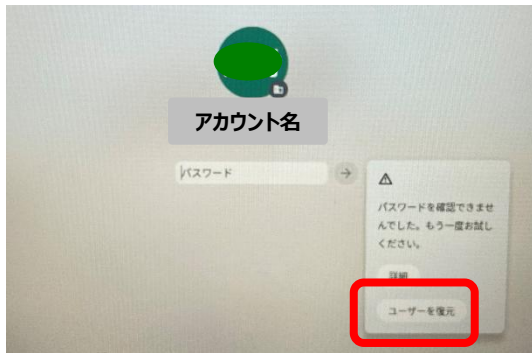 アカウント名
パスワード
パスワードを確認できませ
んでした。もう一度お試し
ください。
詳細
ユーザーを復元